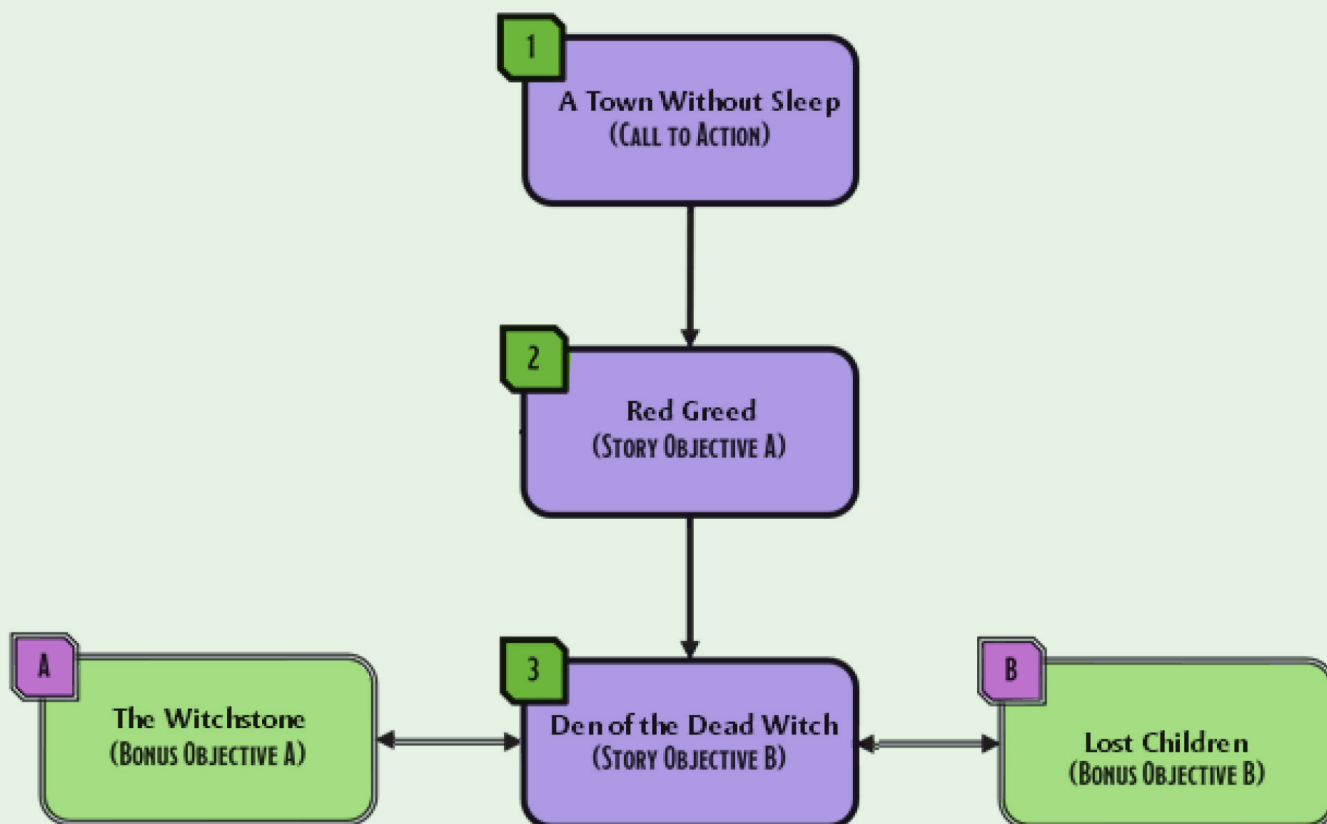 1
A Town Without Sleep
(CALL TO ACTION)
2
Red Greed
(STORY OBJECTIVE A)
A
The Witchstone
(BONUS OBJECTIVE A)
3
Den of the Dead Witch
(STORY OBJECTIVE B)
B
Lost Children
(BONUS OBJECTIVE B)